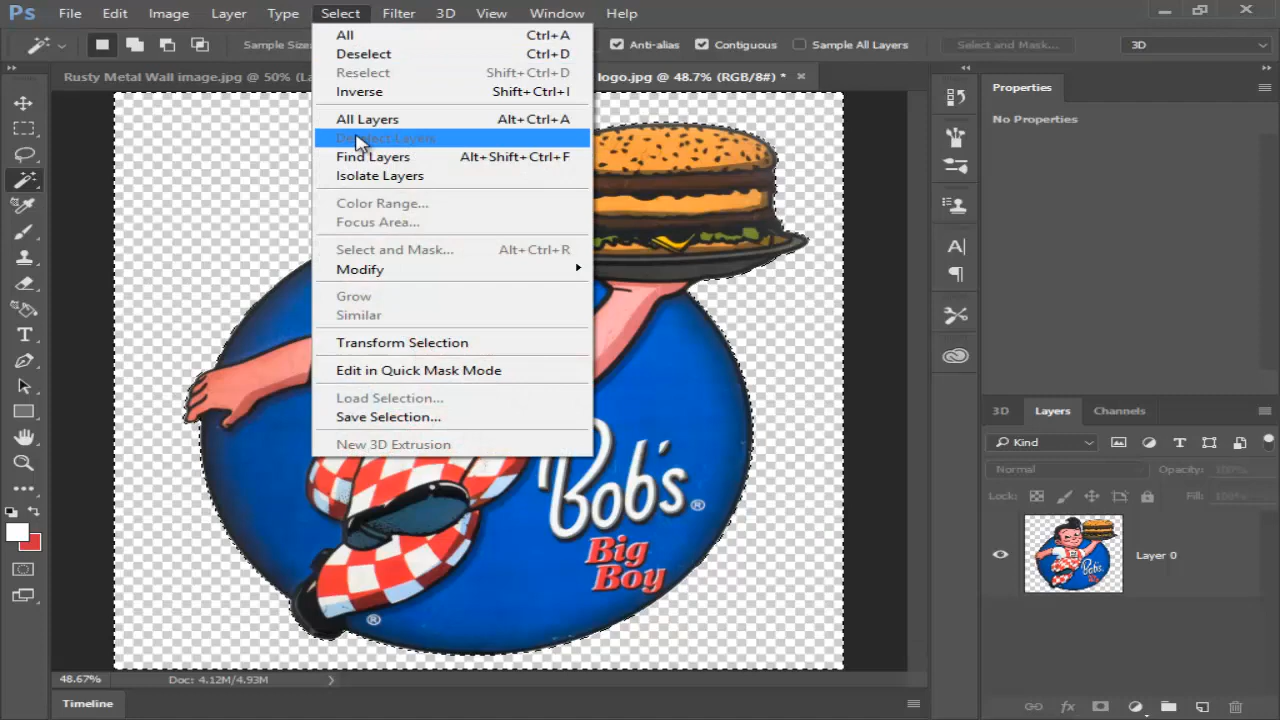 Ps File Edit Image Layer Type Select Filter 3D View Window Help
Sample Size Anti-alias Contiguous Sample All Layers Select and Mask... 3D
Rusty Metal Wall image.jpg @ 50% (La logo.jpg @ 48.7% (RGB/8#) * ×
All Ctrl+A
Deselect Ctrl+D
Reselect Shift+Ctrl+D
Inverse Shift+Ctrl+I
All Layers Alt+Ctrl+A
Deselect Layers
Find Layers Alt+Shift+Ctrl+F
Isolate Layers
Color Range...
Focus Area...
Select and Mask... Alt+Ctrl+R
Modify
Grow
Similar
Transform Selection
Edit in Quick Mask Mode
Load Selection...
Save Selection...
New 3D Extrusion
Bob's ®
Big
Boy
®
Properties
No Properties
3D Layers Channels
Kind
Normal Opacity: 100%
Lock: Fill: 100%
Layer 0
48.67% Doc: 4.12M/4.93M
Timeline